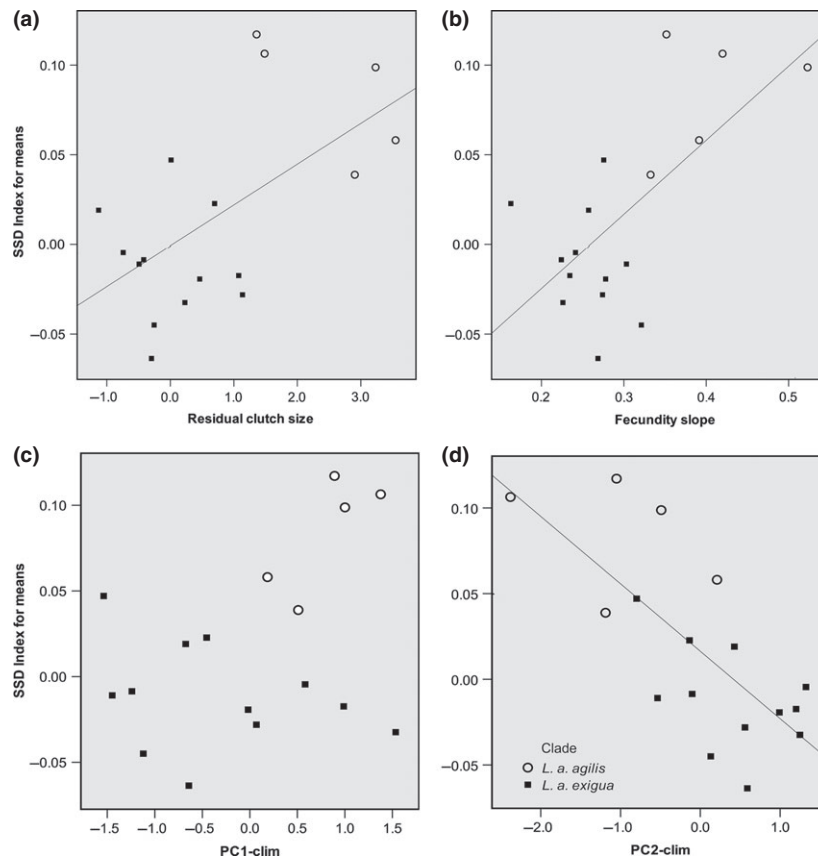 (a)
SSD Index for means
0.10
0.05
0.00
−0.05
−1.0 0.0 1.0 2.0 3.0
Residual clutch size
(b)
0.10
0.05
0.00
−0.05
0.2 0.3 0.4 0.5
Fecundity slope
(c)
SSD Index for means
0.10
0.05
0.00
−0.05
−1.5 −1.0 −0.5 0.0 0.5 1.0 1.5
PC1-clim
(d)
0.10
0.05
0.00
−0.05
Clade
L. a. agilis
L. a. exigua
−2.0 −1.0 0.0 1.0
PC2-clim